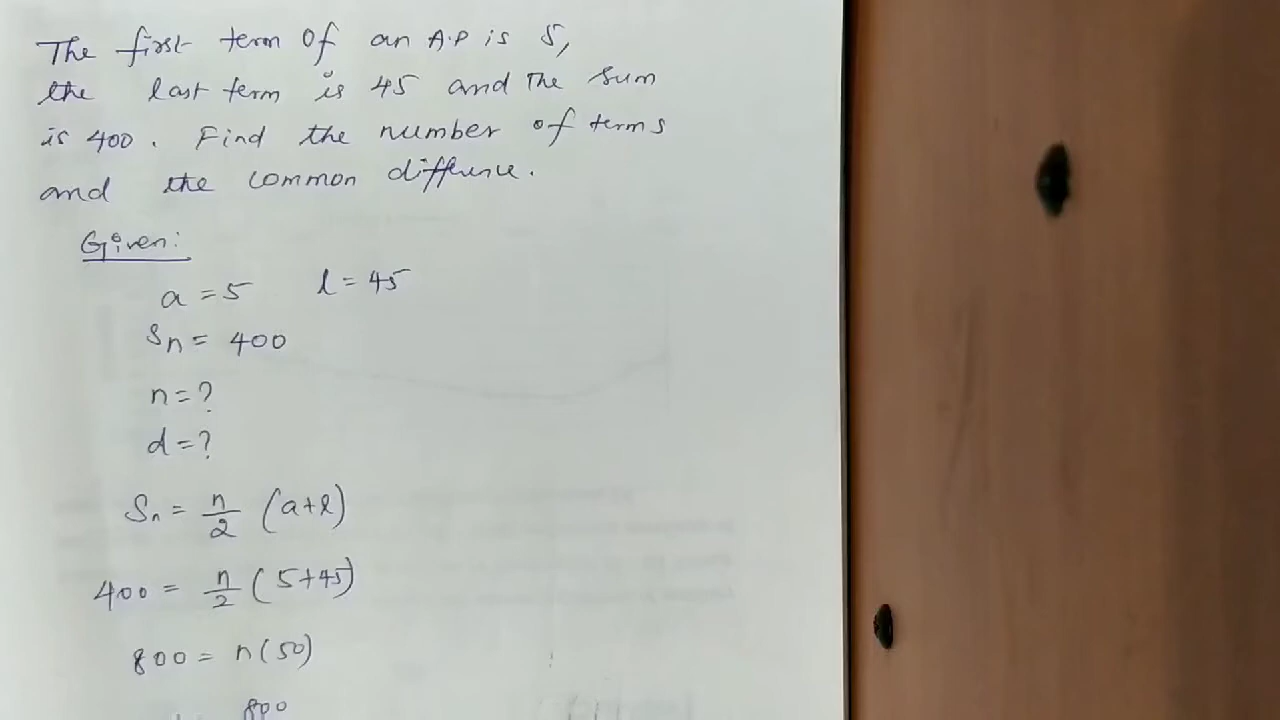 The first term of an A.P is 5,
the last term is 45 and The sum
is 400. Find the number of terms
and the common difference.
Given:
a = 5 l = 45
Sn = 400
n = ?
d = ?
Sn = n/2 (a+l)
400 = n/2 (5+45)
800 = n(50)
800